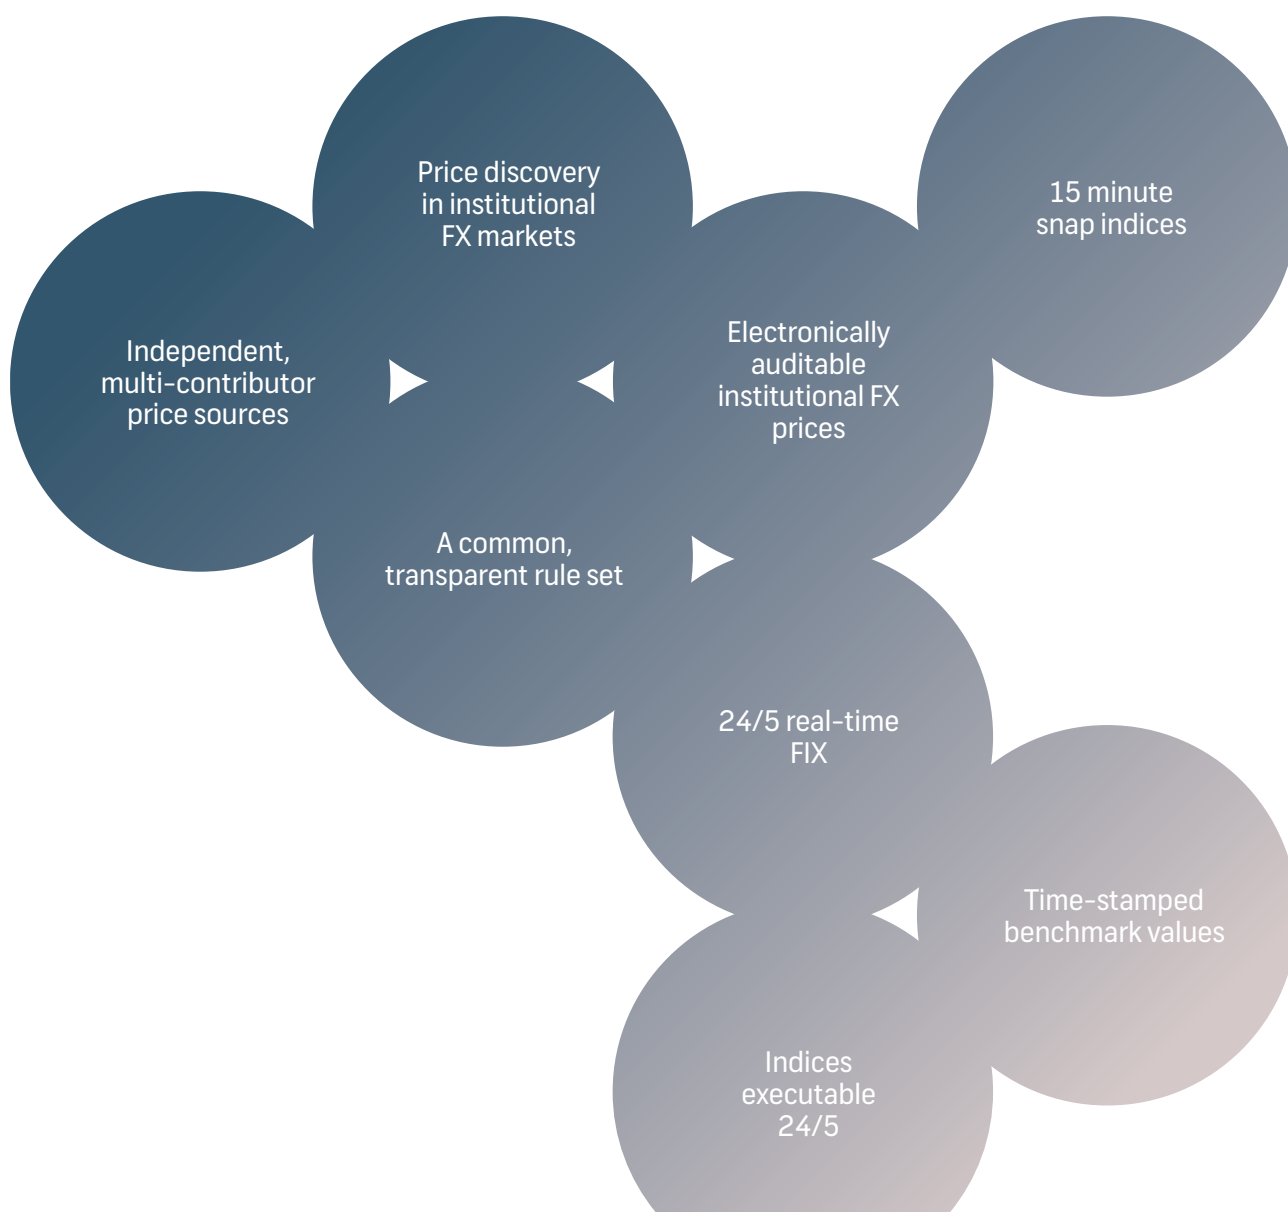 Price discovery
in institutional
FX markets
15 minute
snap indices
Independent,
multi-contributor
price sources
Electronically
auditable
institutional FX
prices
A common,
transparent rule set
24/5 real-time
FIX
Time-stamped
benchmark values
Indices
executable
24/5